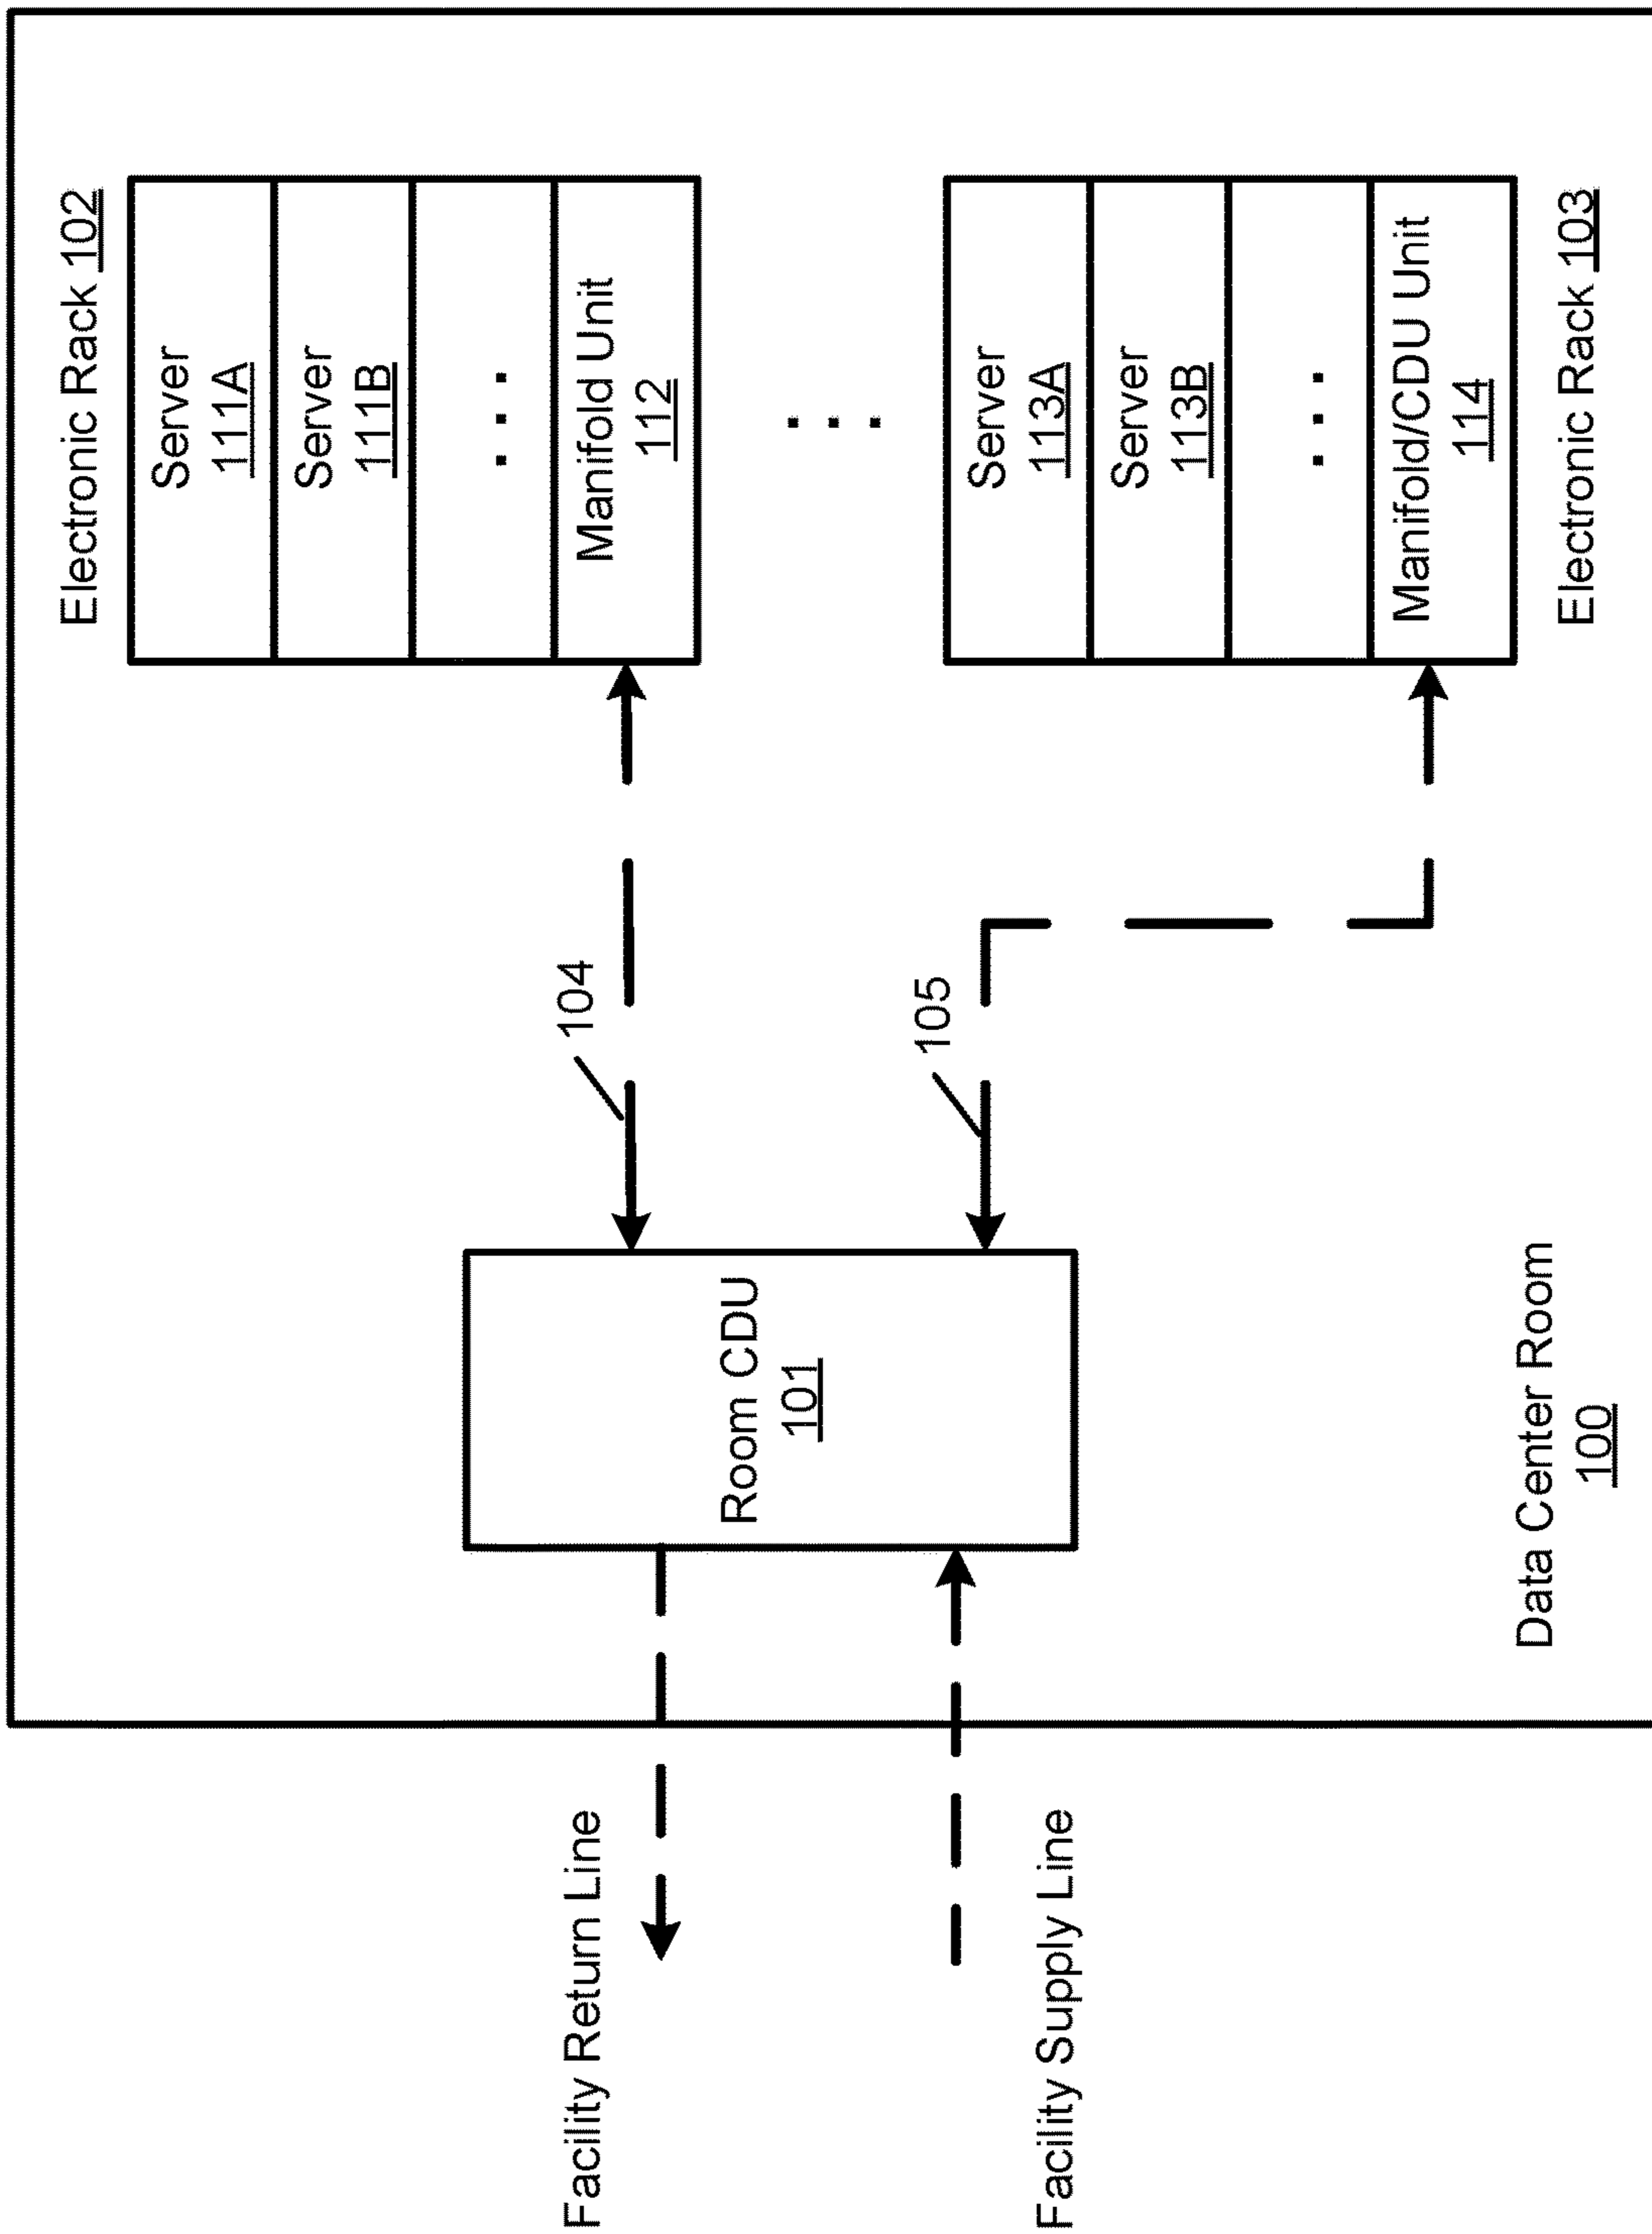 Electronic Rack 102
Server
111A
Server
111B
. . .
Manifold Unit
112
. . .
Server
113A
Server
113B
. . .
Manifold/CDU Unit
114
Electronic Rack 103
104
105
Room CDU
101
Facility Return Line
Facility Supply Line
Data Center Room
100